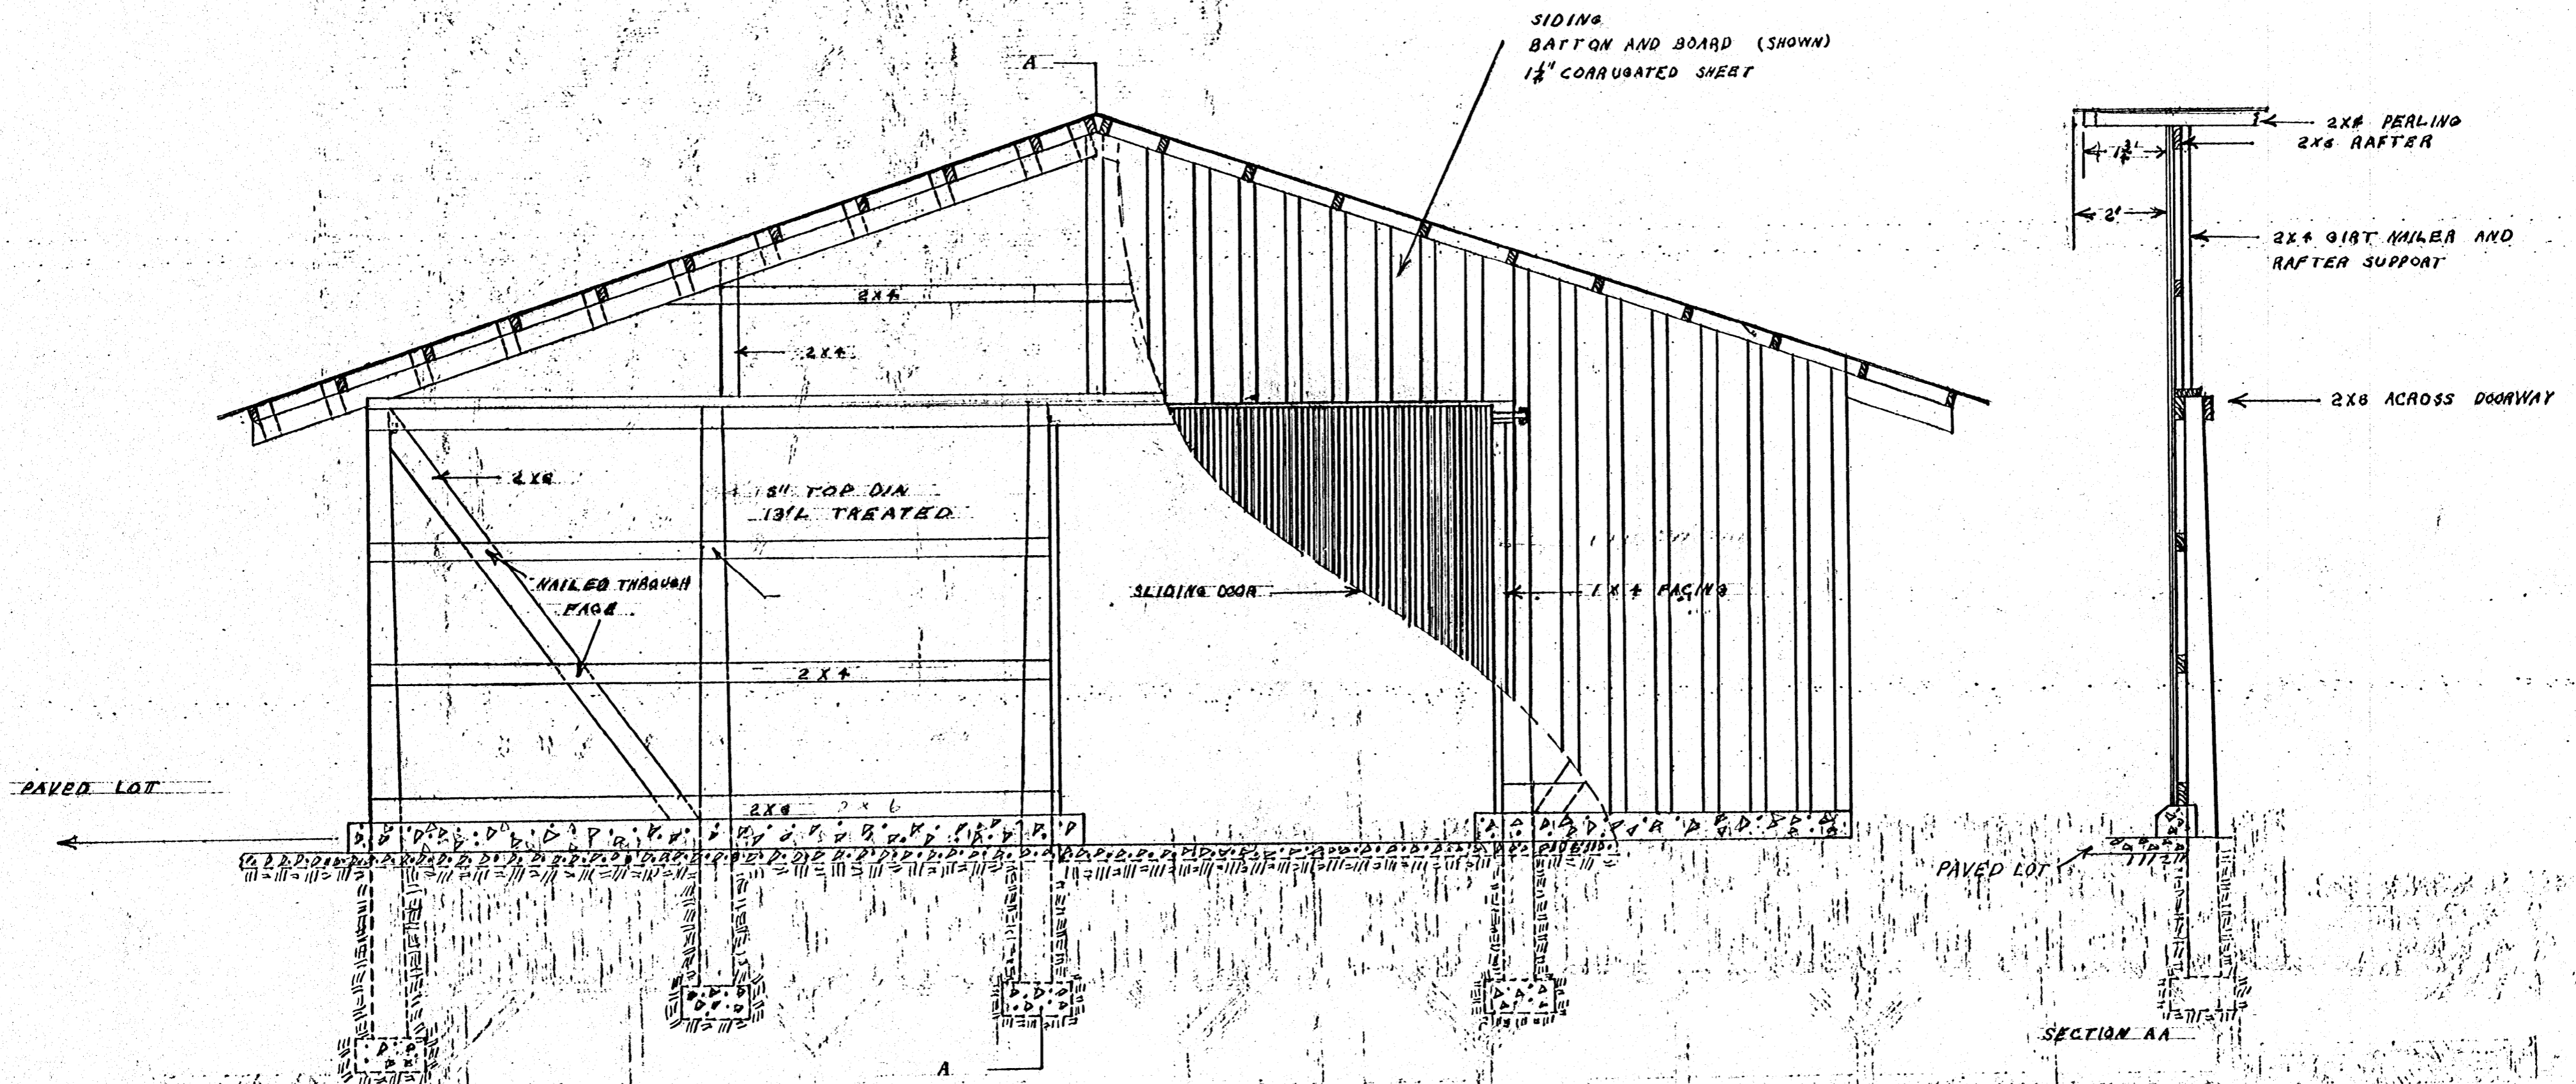 SIDING
BATTON AND BOARD (SHOWN)
1¼" CORRUGATED SHEET
A
2X4 PERLING
2X6 RAFTER
1¾'
2'
2X4 GIRT NAILER AND
RAFTER SUPPORT
2X4
2X4
2X6 ACROSS DOORWAY
2X6
5" TOP DIA
13'L TREATED
NAILED THROUGH
FACE
SLIDING DOOR
1 X 4 FACING
2 X 4
PAVED LOT
2X6 2 X 6
PAVED LOT
SECTION AA
A